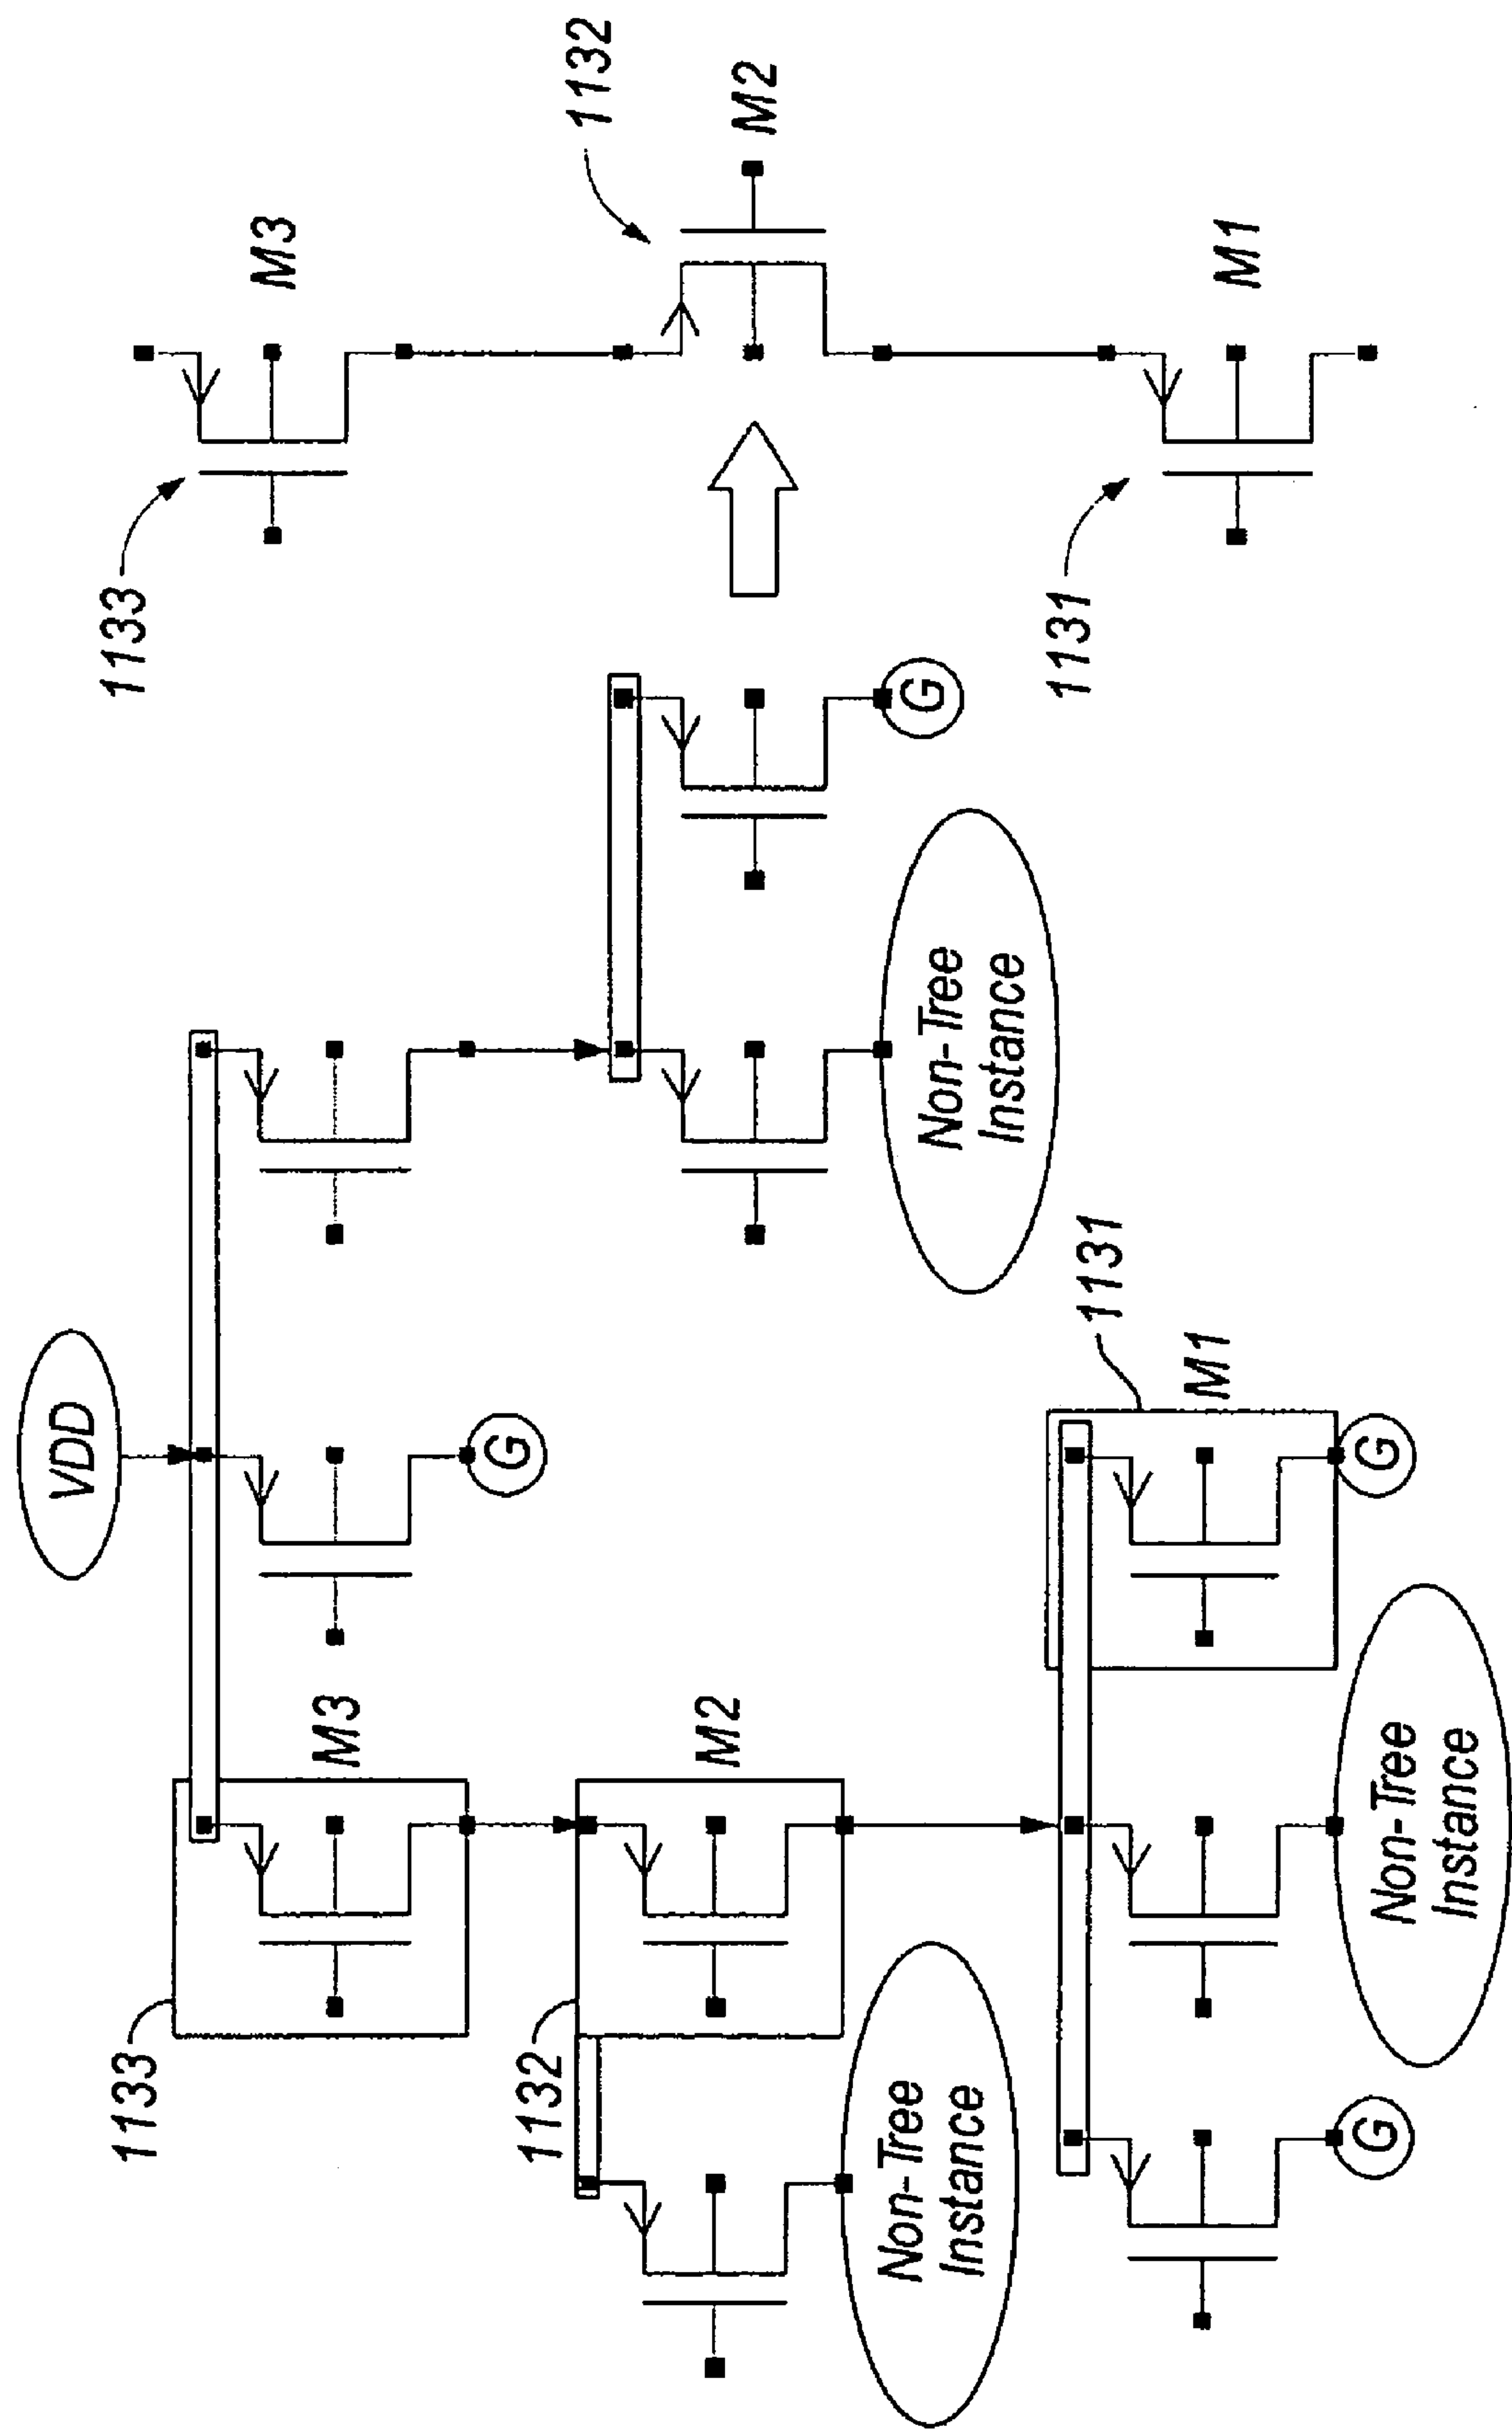 VDD
1133
M3
G
1132
M2
Non-Tree
Instance
Non-Tree
Instance
G
1131
M1
G
Non-Tree
Instance
G
1133
M3
1132
M2
1131
M1